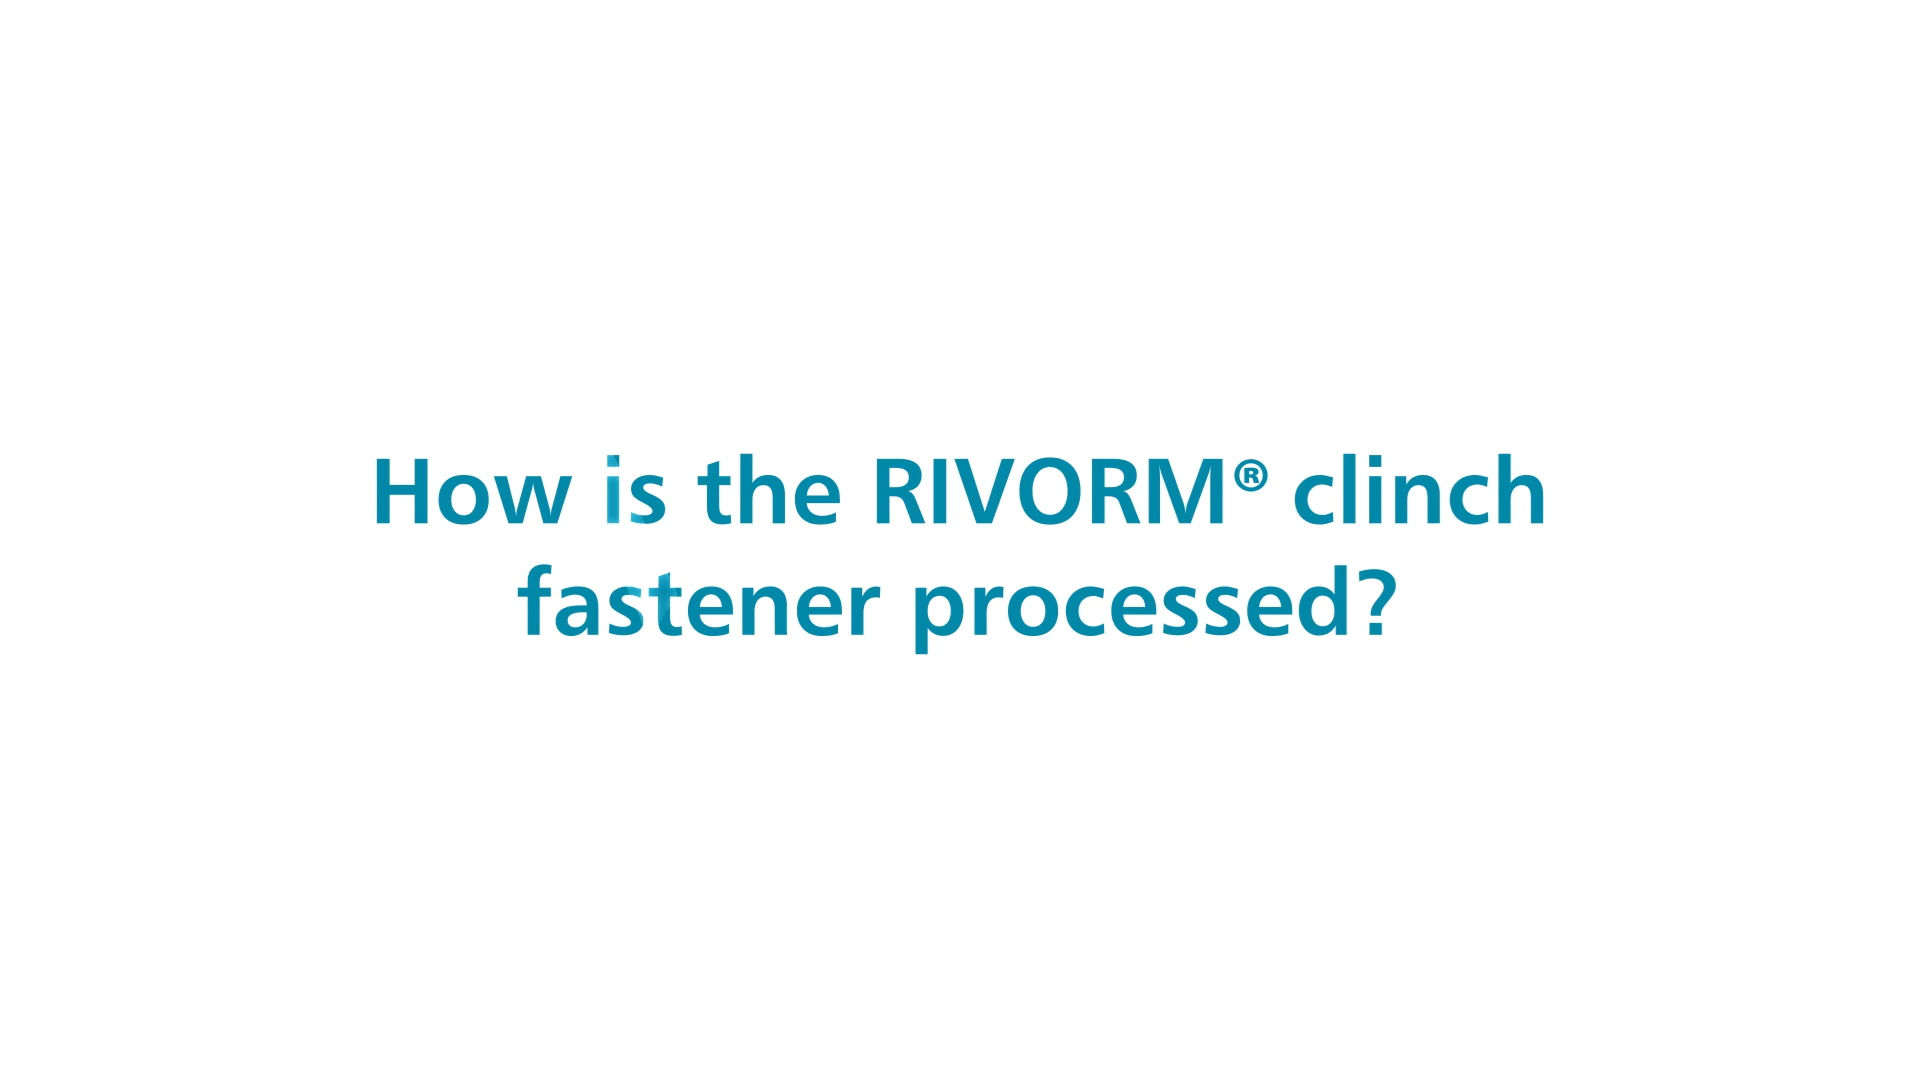 How is the RIVORM® clinch
fastener processed?